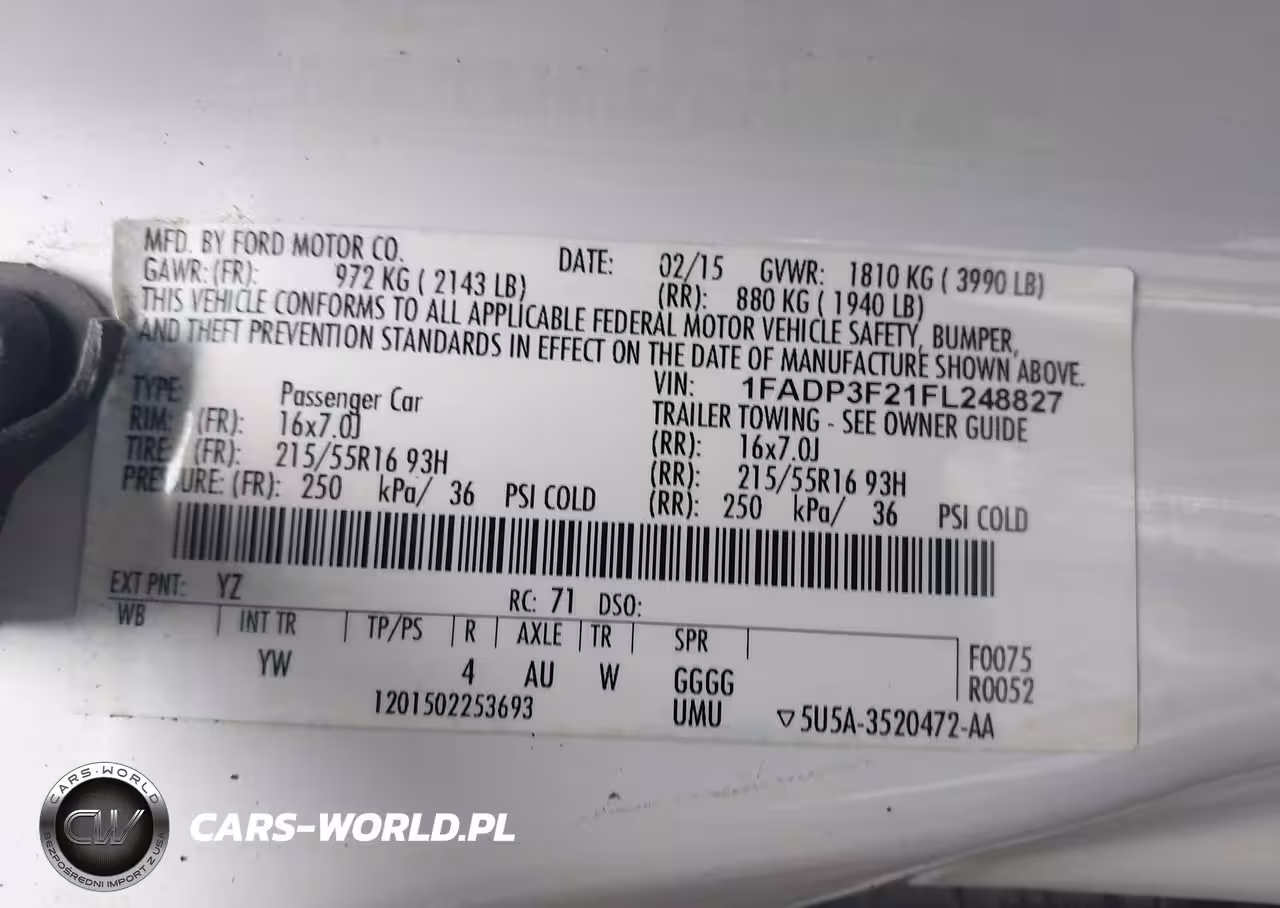 MFD. BY FORD MOTOR CO. DATE: 02/15 GVWR: 1810 KG ( 3990 LB)
GAWR: (FR): 972 KG ( 2143 LB) (RR): 880 KG ( 1940 LB)
THIS VEHICLE CONFORMS TO ALL APPLICABLE FEDERAL MOTOR VEHICLE SAFETY, BUMPER,
AND THEFT PREVENTION STANDARDS IN EFFECT ON THE DATE OF MANUFACTURE SHOWN ABOVE.
VIN: 1FADP3F21FL248827
TYPE: Passenger Car TRAILER TOWING - SEE OWNER GUIDE
RIM: (FR): 16x7.0J (RR): 16x7.0J
TIRE: (FR): 215/55R16 93H (RR): 215/55R16 93H
PRESSURE: (FR): 250 kPa/ 36 PSI COLD (RR): 250 kPa/ 36 PSI COLD
EXT PNT: YZ RC: 71 DSO:
WB INT TR TP/PS R AXLE TR SPR F0075
YW 4 AU W GGGG R0052
1201502253693 UMU ▽5U5A-3520472-AA
CARS-WORLD
CW
BEZPOŚREDNI IMPORT Z USA
CARS-WORLD.PL